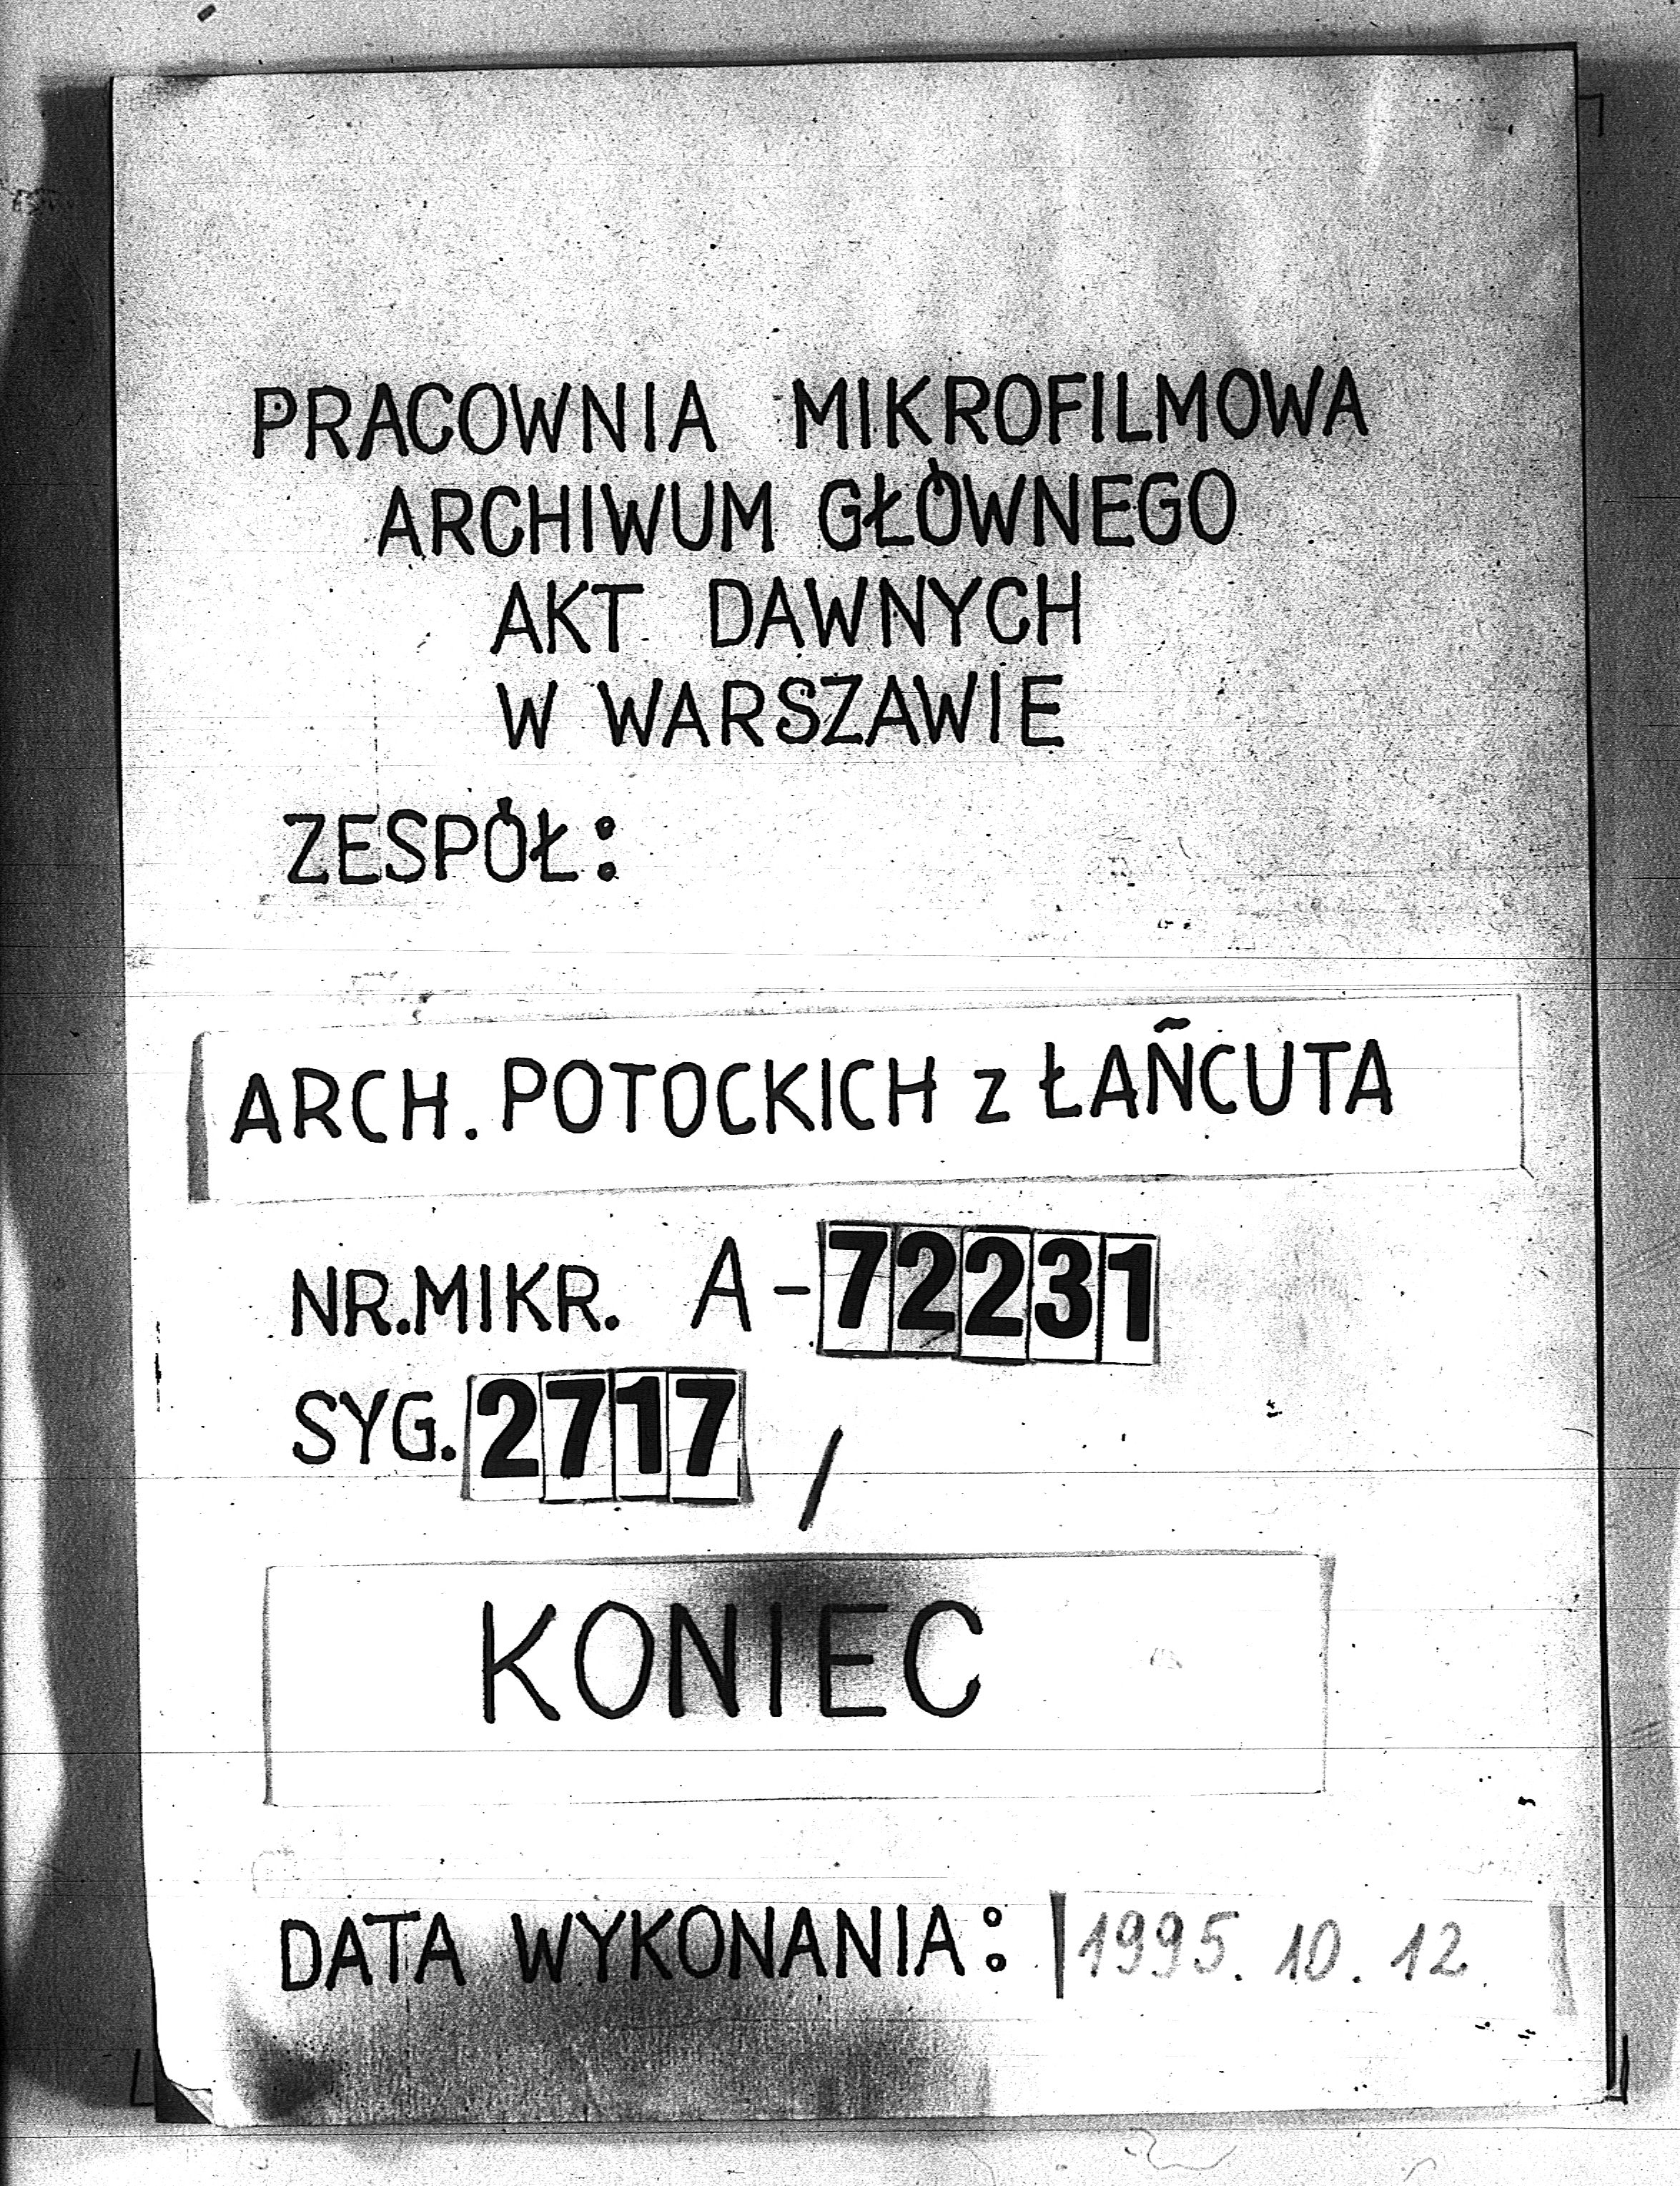 PRACOWNIA MIKROFILMOWA
ARCHIWUM GŁÓWNEGO
AKT DAWNYCH
W WARSZAWIE
ZESPÓŁ:
ARCH. POTOCKICH z ŁAŃCUTA
NR.MIKR. A-72231
SYG. 2717 /
KONIEC
DATA WYKONANIA: 1995.10.12.